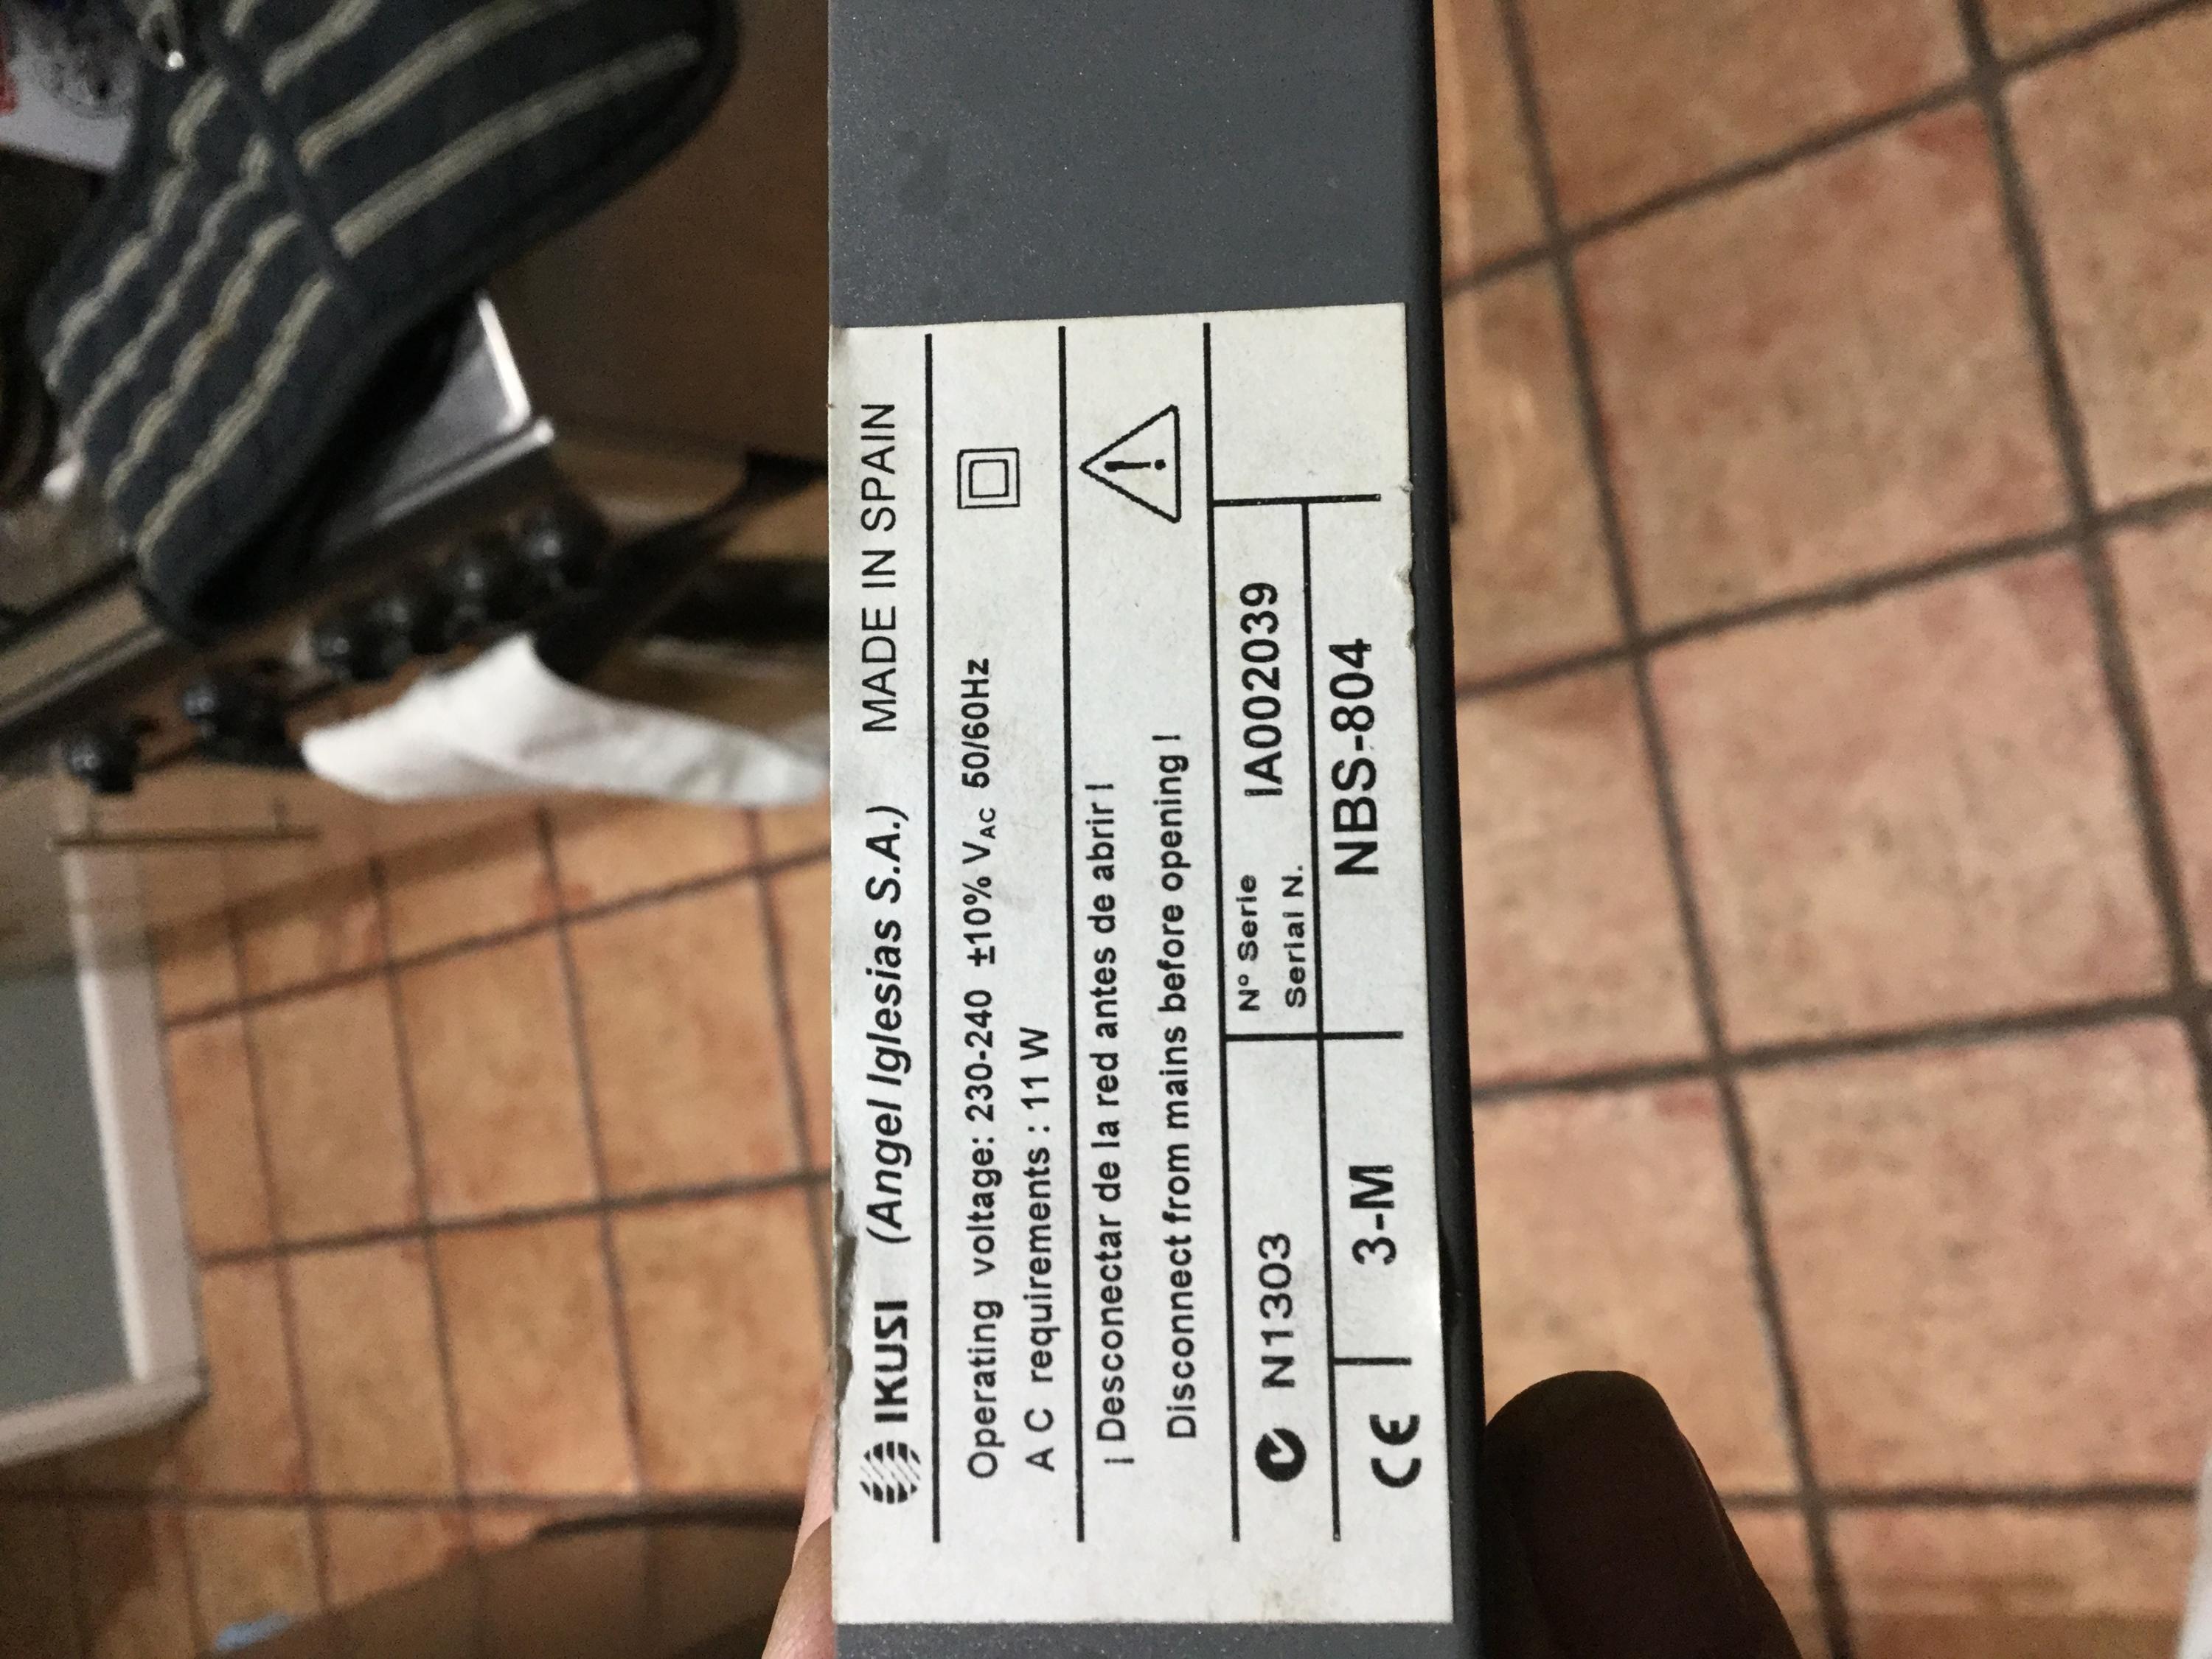 IKUSI (Angel Iglesias S.A.) MADE IN SPAIN
Operating voltage: 230-240 ±10% VAC 50/60Hz
A C requirements : 11 W
¡ Desconectar de la red antes de abrir !
Disconnect from mains before opening !
N1303
Nº Serie
Serial N.
IA002039
CE
3-M
NBS-804